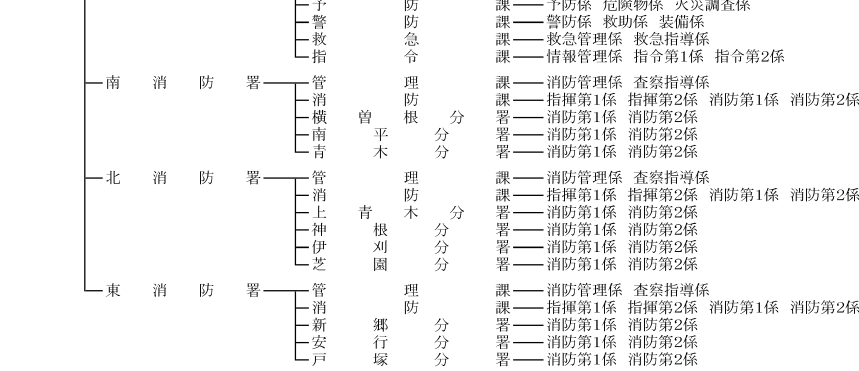 予防課 予防係 危険物係 火災調査係
警防課 警防係 救助係 装備係
救急課 救急管理係 救急指導係
指令課 情報管理係 指令第1係 指令第2係
南消防署 管理課 消防管理係 査察指導係
消防課 指揮第1係 指揮第2係 消防第1係 消防第2係
横曽根分署 消防第1係 消防第2係
南平分署 消防第1係 消防第2係
青木分署 消防第1係 消防第2係
北消防署 管理課 消防管理係 査察指導係
消防課 指揮第1係 指揮第2係 消防第1係 消防第2係
上青木分署 消防第1係 消防第2係
神根分署 消防第1係 消防第2係
伊刈分署 消防第1係 消防第2係
芝園分署 消防第1係 消防第2係
東消防署 管理課 消防管理係 査察指導係
消防課 指揮第1係 指揮第2係 消防第1係 消防第2係
新郷分署 消防第1係 消防第2係
安行分署 消防第1係 消防第2係
戸塚分署 消防第1係 消防第2係